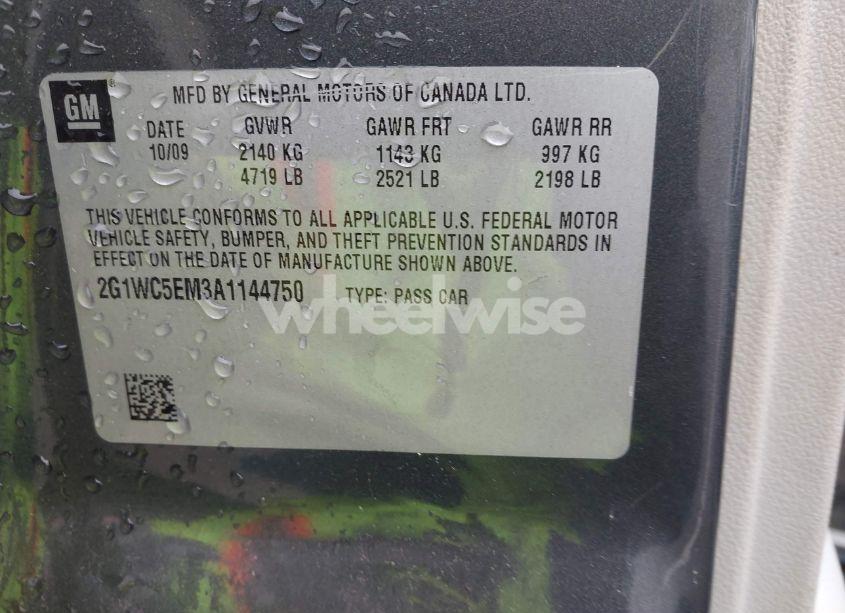 GM
MFD BY GENERAL MOTORS OF CANADA LTD.
DATE GVWR GAWR FRT GAWR RR
10/09 2140 KG 1143 KG 997 KG
4719 LB 2521 LB 2198 LB
THIS VEHICLE CONFORMS TO ALL APPLICABLE U.S. FEDERAL MOTOR
VEHICLE SAFETY, BUMPER, AND THEFT PREVENTION STANDARDS IN
EFFECT ON THE DATE OF MANUFACTURE SHOWN ABOVE.
2G1WC5EM3A1144750 TYPE: PASS CAR
wheelwise